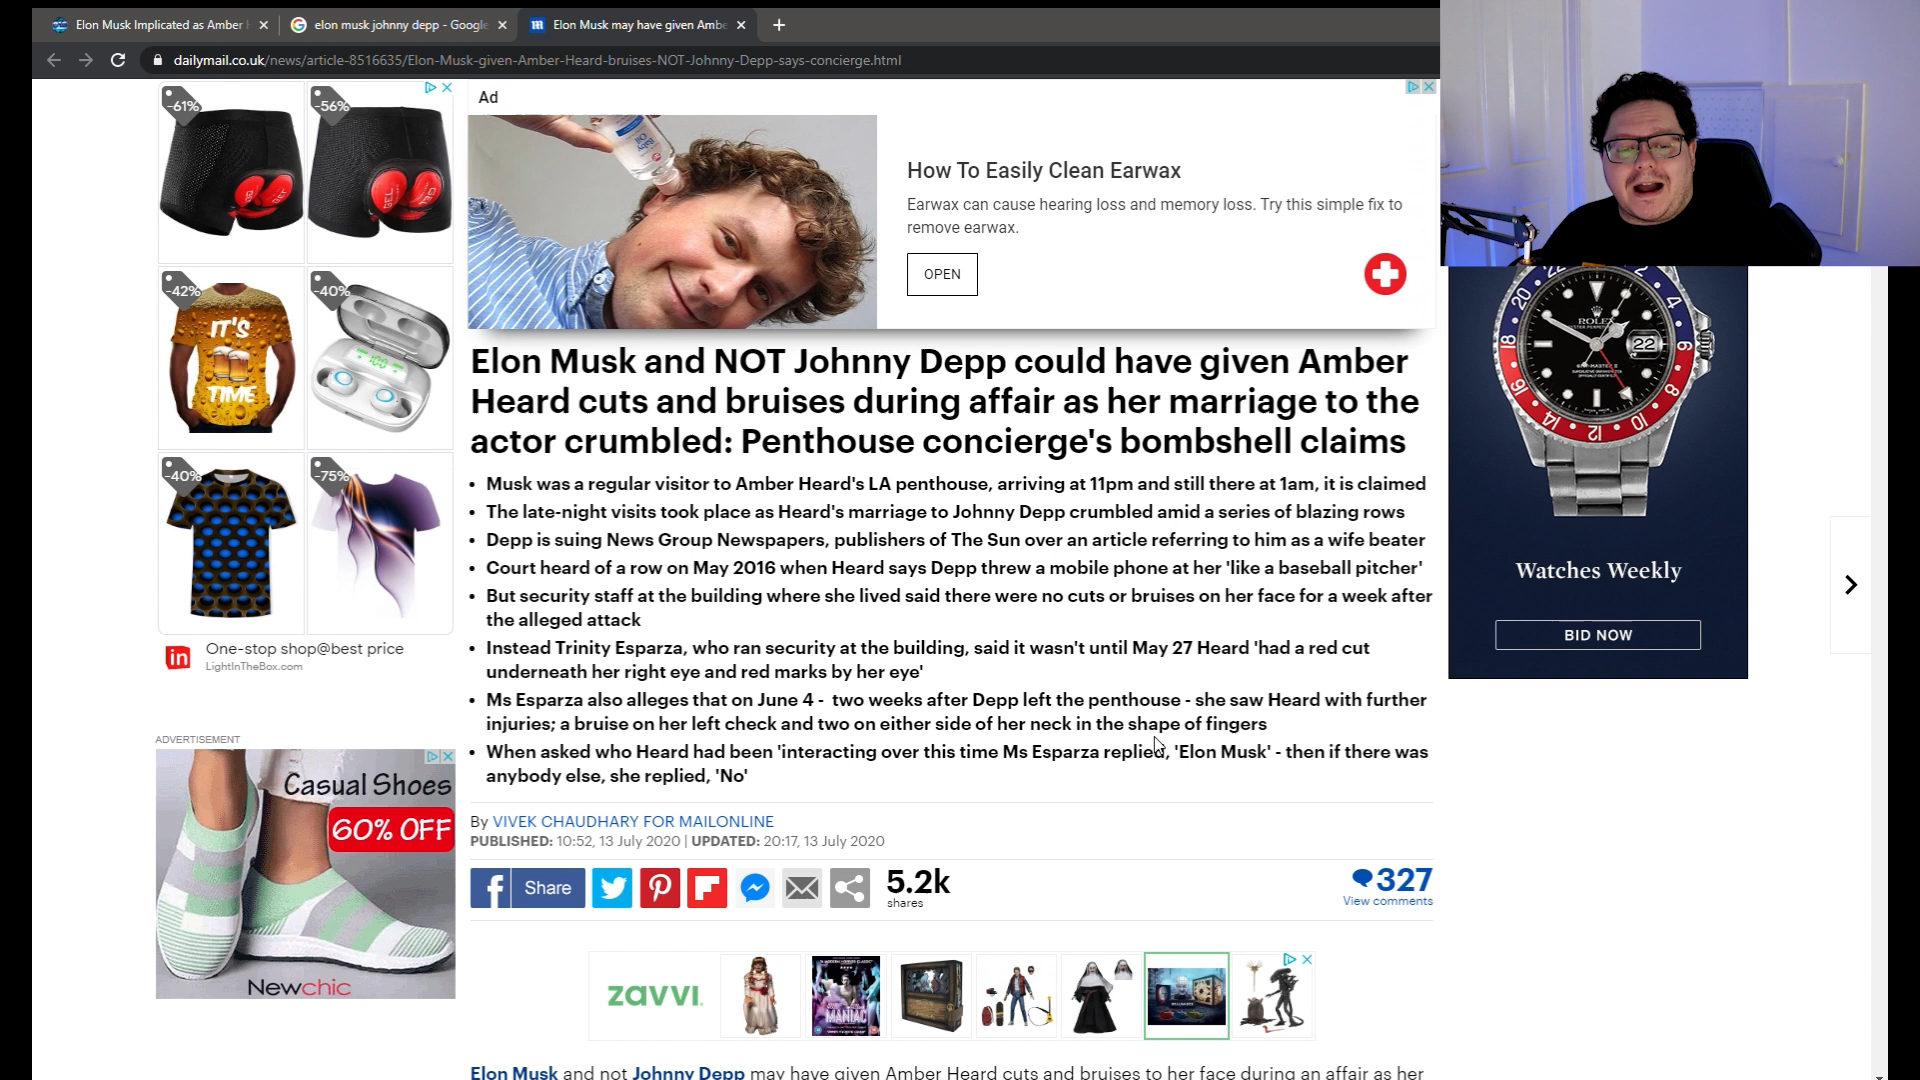 Elon Musk Implicated as Amber
elon musk johnny depp - Google
Elon Musk may have given Ambe
dailymail.co.uk/news/article-8516635/Elon-Musk-given-Amber-Heard-bruises-NOT-Johnny-Depp-says-concierge.html
-61%
-56%
GEL
GEL
-42%
-40%
IT'S
TIME
-40%
-75%
in
One-stop shop@best price
LightInTheBox.com
ADVERTISEMENT
Casual Shoes
60% OFF
Newchic
Ad
How To Easily Clean Earwax
Earwax can cause hearing loss and memory loss. Try this simple fix to
remove earwax.
OPEN
Elon Musk and NOT Johnny Depp could have given Amber
Heard cuts and bruises during affair as her marriage to the
actor crumbled: Penthouse concierge's bombshell claims
• Musk was a regular visitor to Amber Heard's LA penthouse, arriving at 11pm and still there at 1am, it is claimed
• The late-night visits took place as Heard's marriage to Johnny Depp crumbled amid a series of blazing rows
• Depp is suing News Group Newspapers, publishers of The Sun over an article referring to him as a wife beater
• Court heard of a row on May 2016 when Heard says Depp threw a mobile phone at her 'like a baseball pitcher'
• But security staff at the building where she lived said there were no cuts or bruises on her face for a week after
the alleged attack
• Instead Trinity Esparza, who ran security at the building, said it wasn't until May 27 Heard 'had a red cut
underneath her right eye and red marks by her eye'
• Ms Esparza also alleges that on June 4 - two weeks after Depp left the penthouse - she saw Heard with further
injuries; a bruise on her left check and two on either side of her neck in the shape of fingers
• When asked who Heard had been 'interacting over this time Ms Esparza replied, 'Elon Musk' - then if there was
anybody else, she replied, 'No'
By VIVEK CHAUDHARY FOR MAILONLINE
PUBLISHED: 10:52, 13 July 2020 | UPDATED: 20:17, 13 July 2020
Share
5.2k
shares
327
View comments
zavvi.
MANIAC
Elon Musk and not Johnny Depp may have given Amber Heard cuts and bruises to her face during an affair as her
ROLEX
22
20
18
16
14
12
10
8
6
4
Watches Weekly
BID NOW